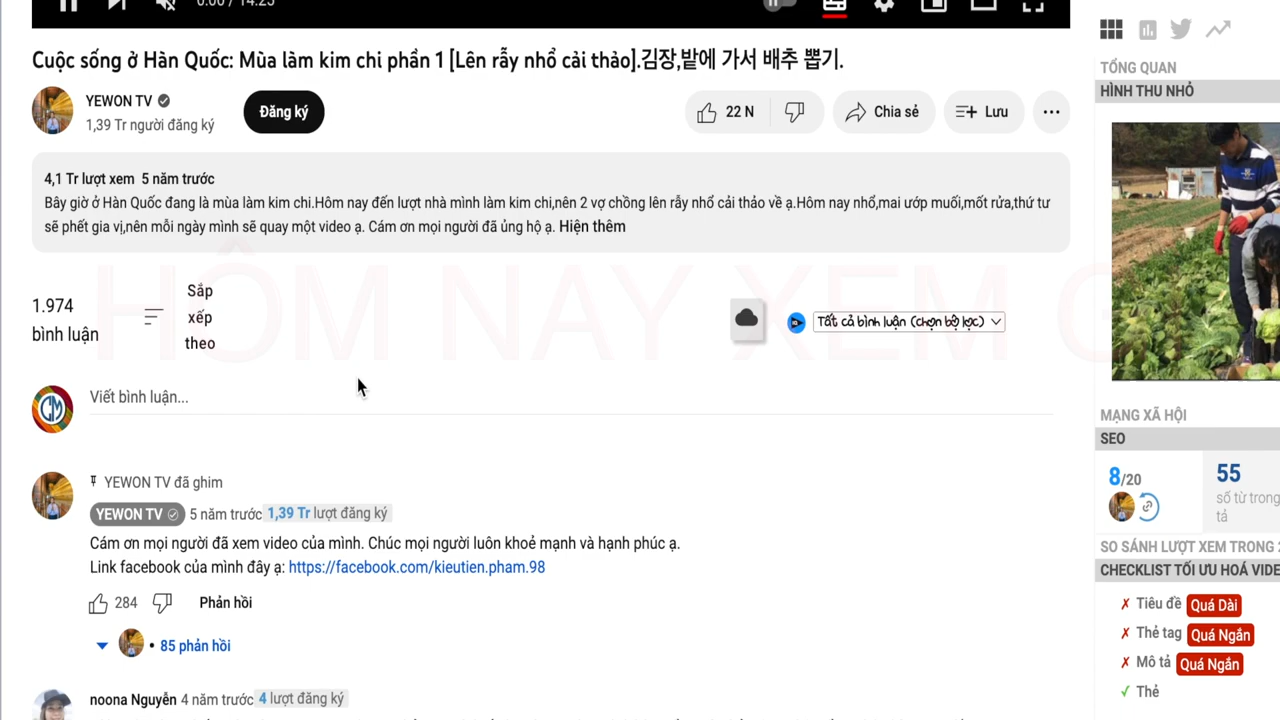 0:00 / 14:25
Cuộc sống ở Hàn Quốc: Mùa làm kim chi phần 1 [Lên rẫy nhổ cải thảo].김장,밭에 가서 배추 뽑기.
YEWON TV
1,39 Tr người đăng ký
Đăng ký
22 N
Chia sẻ
Lưu
4,1 Tr lượt xem 5 năm trước
Bây giờ ở Hàn Quốc đang là mùa làm kim chi.Hôm nay đến lượt nhà mình làm kim chi,nên 2 vợ chồng lên rẫy nhổ cải thảo về ạ.Hôm nay nhổ,mai ướp muối,mốt rửa,thứ tư
sẽ phết gia vị,nên mỗi ngày mình sẽ quay một video ạ. Cám ơn mọi người đã ủng hộ ạ. Hiện thêm
HÔM NAY XEM G
1.974
bình luận
Sắp
xếp
theo
Tất cả bình luận (chọn bộ lọc)
Viết bình luận...
YEWON TV đã ghim
YEWON TV 5 năm trước 1,39 Tr lượt đăng ký
Cám ơn mọi người đã xem video của mình. Chúc mọi người luôn khoẻ mạnh và hạnh phúc ạ.
Link facebook của mình đây ạ: https://facebook.com/kieutien.pham.98
284
Phản hồi
• 85 phản hồi
noona Nguyễn 4 năm trước 4 lượt đăng ký
TỔNG QUAN
HÌNH THU NHỎ
MẠNG XÃ HỘI
SEO
8/20
55
số từ trong
tả
SO SÁNH LƯỢT XEM TRONG 2
CHECKLIST TỐI ƯU HOÁ VIDE
✗ Tiêu đề Quá Dài
✗ Thẻ tag Quá Ngắn
✗ Mô tả Quá Ngắn
✓ Thẻ